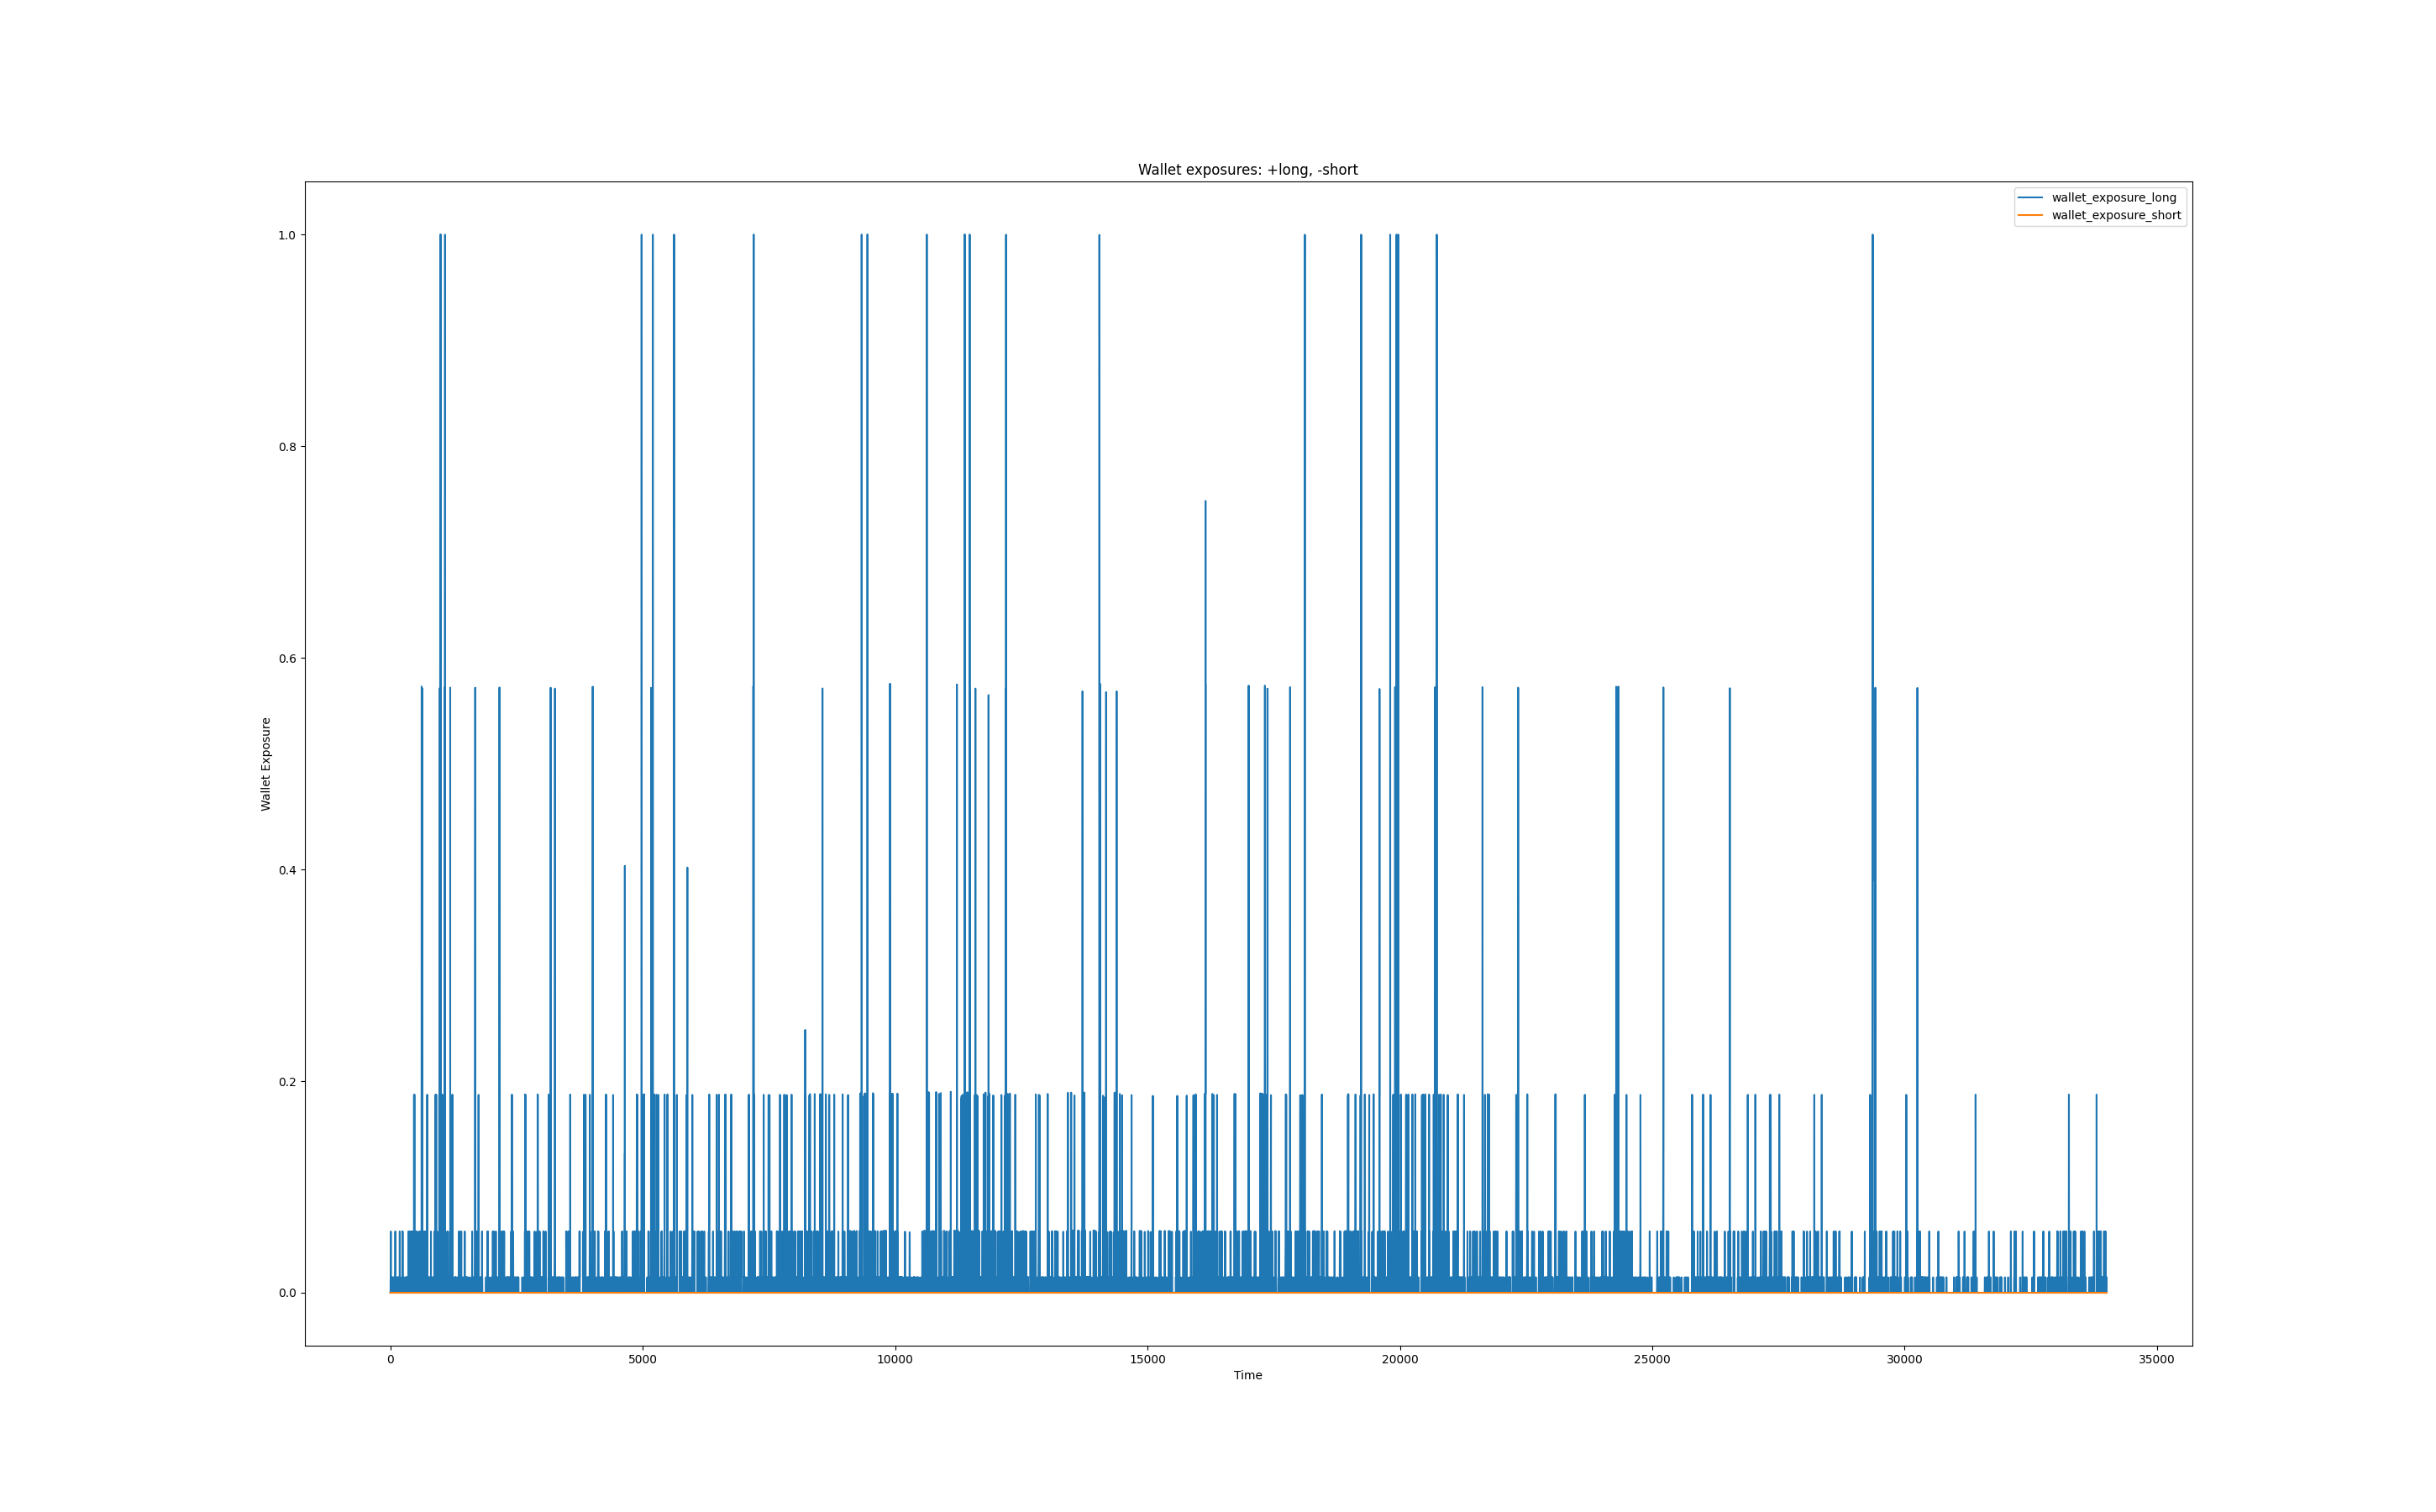 Wallet exposures: +long, -short
wallet_exposure_long
wallet_exposure_short
1.0
0.8
0.6
0.4
0.2
0.0
Wallet Exposure
0 5000 10000 15000 20000 25000 30000 35000
Time